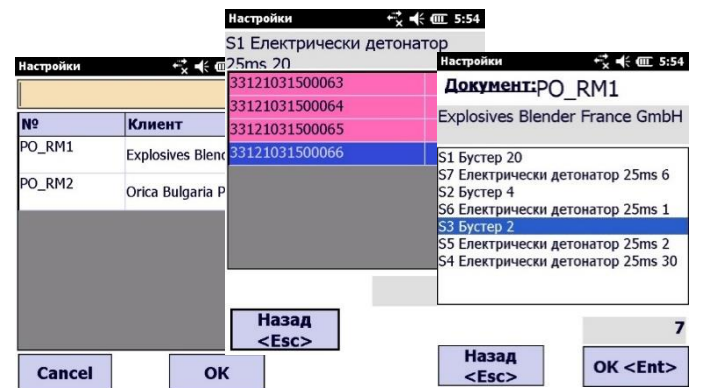 Настройки
№ Клиент
PO_RM1 Explosives Blend
PO_RM2 Orica Bulgaria P
Cancel OK
Настройки 5:54
S1 Електрически детонатор
25ms 20
33121031500063
33121031500064
33121031500065
33121031500066
Назад
<Esc>
Настройки 5:54
Документ:PO_RM1
Explosives Blender France GmbH
S1 Бустер 20
S7 Електрически детонатор 25ms 6
S2 Бустер 4
S6 Електрически детонатор 25ms 1
S3 Бустер 2
S5 Електрически детонатор 25ms 2
S4 Електрически детонатор 25ms 30
7
Назад
<Esc>
OK <Ent>